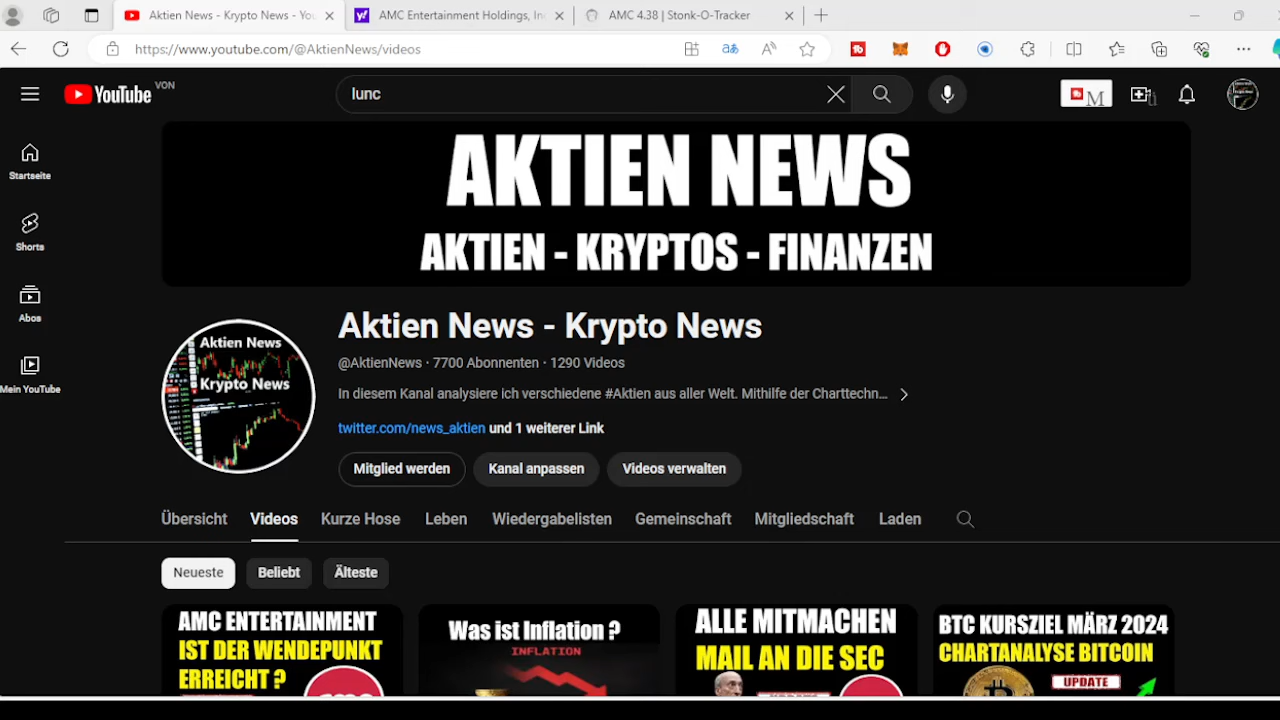 Aktien News - Krypto News - You
AMC Entertainment Holdings, In
AMC 4.38 | Stonk-O-Tracker
https://www.youtube.com/@AktienNews/videos
YouTube VON
lunc
AKTIEN NEWS
AKTIEN - KRYPTOS - FINANZEN
Startseite
Shorts
Abos
Mein YouTube
Aktien News
Krypto News
Aktien News - Krypto News
@AktienNews · 7700 Abonnenten · 1290 Videos
In diesem Kanal analysiere ich verschiedene #Aktien aus aller Welt. Mithilfe der Charttechn...
twitter.com/news_aktien und 1 weiterer Link
Mitglied werden
Kanal anpassen
Videos verwalten
Übersicht
Videos
Kurze Hose
Leben
Wiedergabelisten
Gemeinschaft
Mitgliedschaft
Laden
Neueste
Beliebt
Älteste
AMC ENTERTAINMENT
IST DER WENDEPUNKT
ERREICHT ?
Was ist Inflation ?
INFLATION
ALLE MITMACHEN
MAIL AN DIE SEC
BTC KURSZIEL MÄRZ 2024
CHARTANALYSE BITCOIN
UPDATE